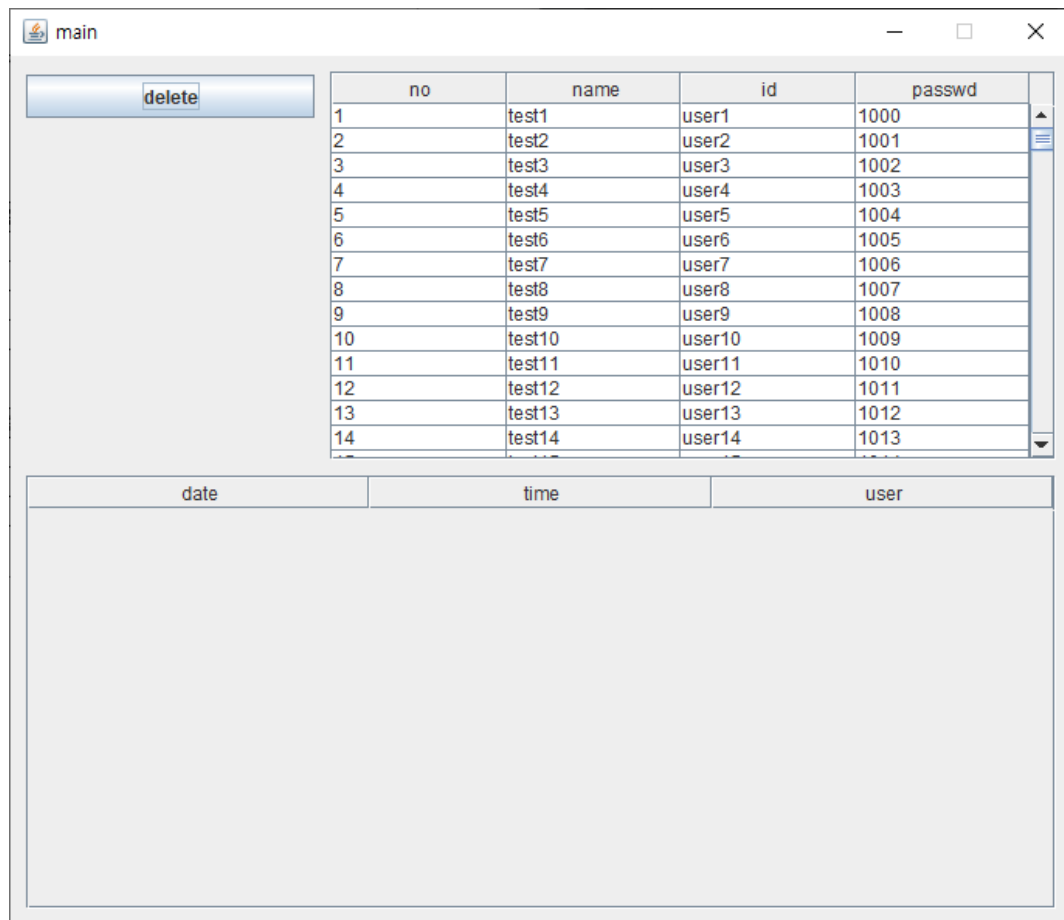 main
delete
no name id passwd
1 test1 user1 1000
2 test2 user2 1001
3 test3 user3 1002
4 test4 user4 1003
5 test5 user5 1004
6 test6 user6 1005
7 test7 user7 1006
8 test8 user8 1007
9 test9 user9 1008
10 test10 user10 1009
11 test11 user11 1010
12 test12 user12 1011
13 test13 user13 1012
14 test14 user14 1013
date time user